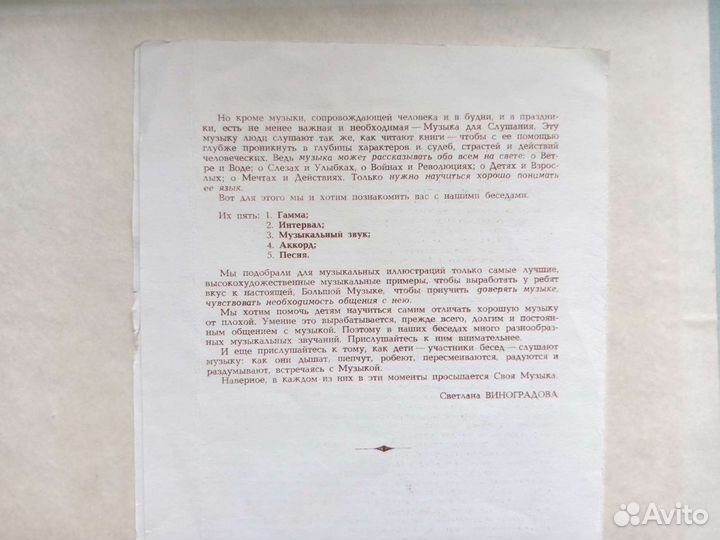 Но кроме музыки, сопровождающей человека и в будни, и в праздни-
ки, есть не менее важная и необходимая — Музыка для Слушания. Эту
музыку люди слушают так же, как читают книги — чтобы с ее помощью
глубже проникнуть в глубины характеров и судеб, страстей и действий
человеческих. Ведь музыка может рассказывать обо всем на свете: о Вет-
ре и Воде; о Слезах и Улыбках, о Войнах и Революциях; о Детях и Взрос-
лых; о Мечтах и Действиях. Только нужно научиться хорошо понимать
ее язык.
Вот для этого мы и хотим познакомить вас с нашими беседами.
Их пять: 1. Гамма;
2. Интервал;
3. Музыкальный звук;
4. Аккорд;
5. Песня.
Мы подобрали для музыкальных иллюстраций только самые лучшие,
высокохудожественные музыкальные примеры, чтобы выработать у ребят
вкус к настоящей, Большой Музыке, чтобы приучить доверять музыке,
чувствовать необходимость общения с нею.
Мы хотим помочь детям научиться самим отличать хорошую музыку
от плохой. Умение это вырабатывается, прежде всего, долгим и постоян-
ным общением с музыкой. Поэтому в наших беседах много разнообраз-
ных музыкальных звучаний. Прислушайтесь к ним внимательнее.
И еще прислушайтесь к тому, как дети — участники бесед — слушают
музыку: как они дышат, шепчут, робеют, пересмеиваются, радуются и
раздумывают, встречаясь с Музыкой.
Наверное, в каждом из них в эти моменты просыпается Своя Музыка.
Светлана ВИНОГРАДОВА
Avito